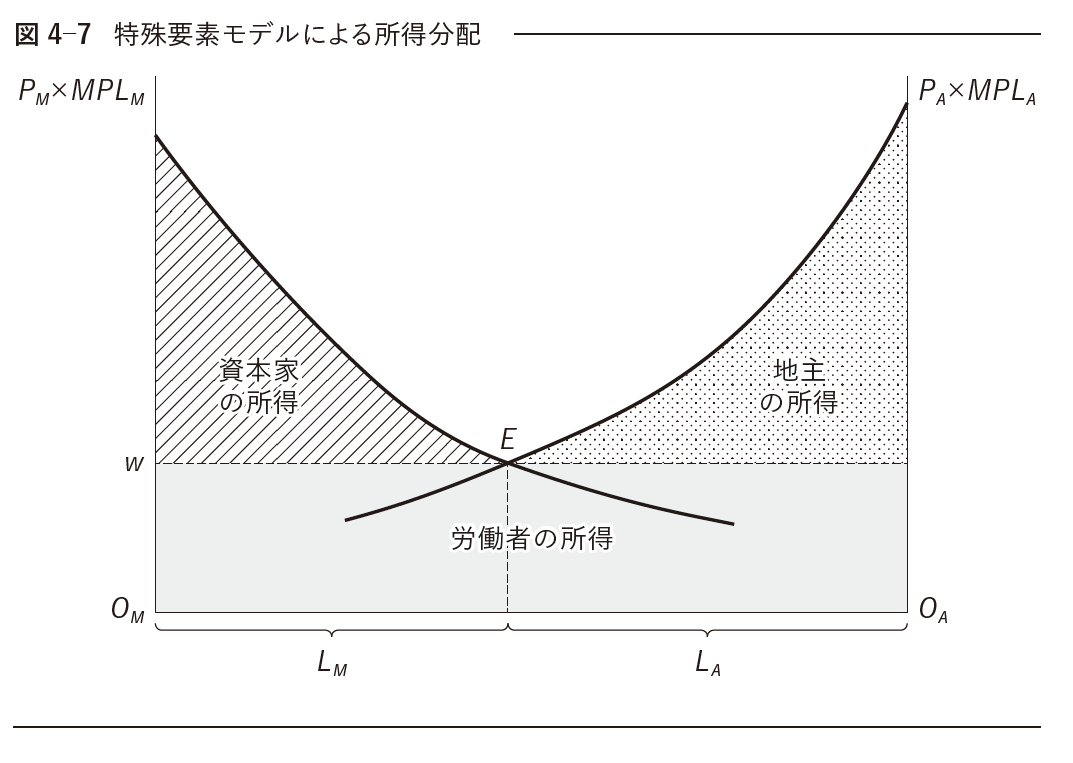 図 4-7 特殊要素モデルによる所得分配
P_M×MPL_M
P_A×MPL_A
資本家
の所得
地主
の所得
E
W
労働者の所得
O_M
O_A
L_M
L_A